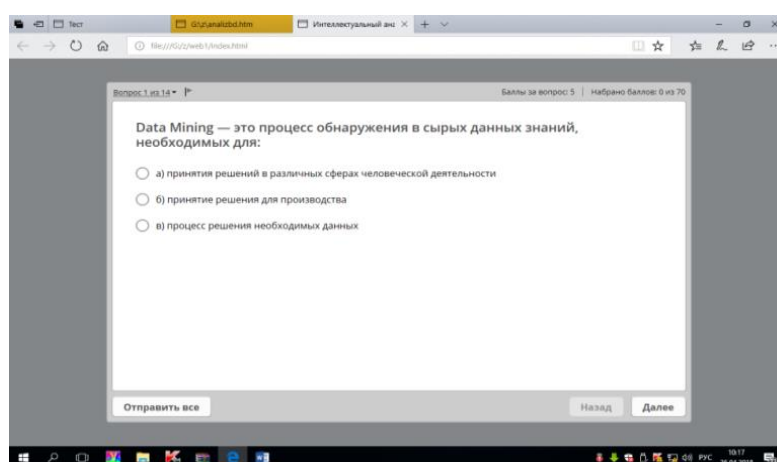 Тест
G:\z\analizbd.htm
Интеллектуальный ана
file:///G:/z/web1/index.html
Вопрос 1 из 14
Баллы за вопрос: 5 | Набрано баллов: 0 из 70
Data Mining — это процесс обнаружения в сырых данных знаний,
необходимых для:
а) принятия решений в различных сферах человеческой деятельности
б) принятие решения для производства
в) процесс решения необходимых данных
Отправить все
Назад
Далее
РУС
10:17